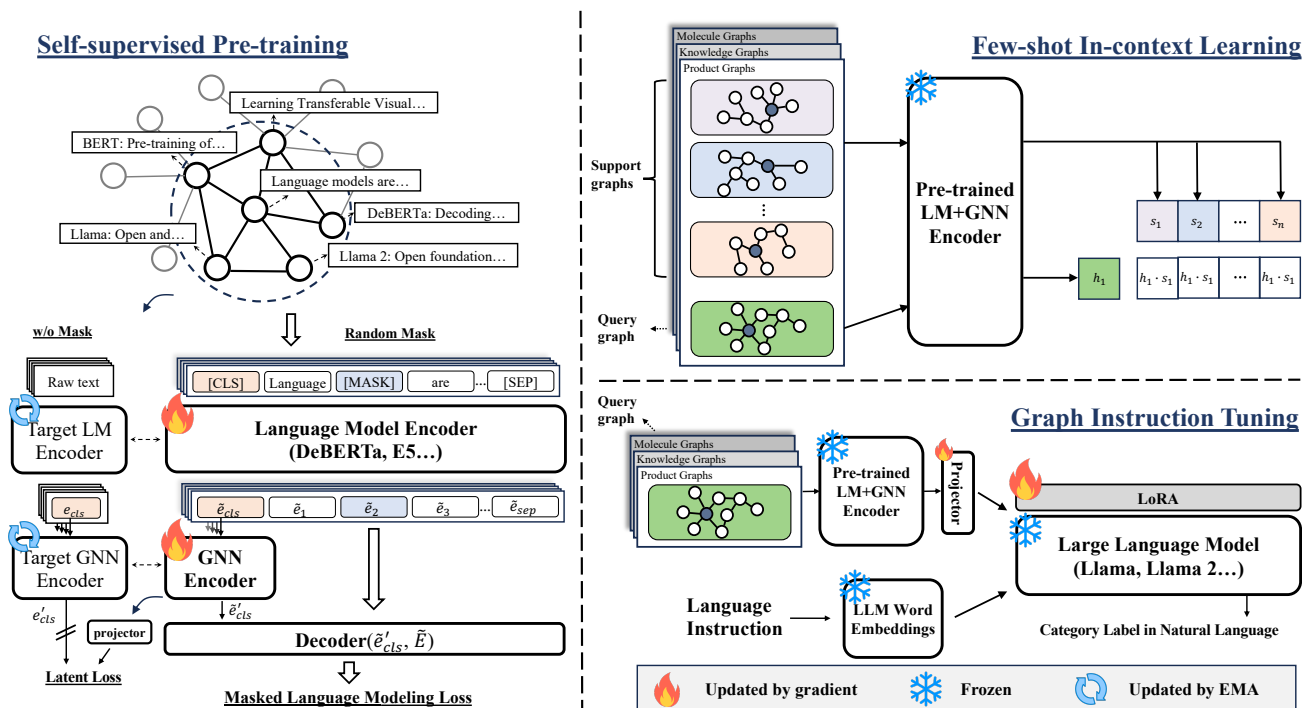 Self-supervised Pre-training
Learning Transferable Visual…
BERT: Pre-training of…
Language models are…
DeBERTa: Decoding…
Llama: Open and…
Llama 2: Open foundation…
w/o Mask
Random Mask
Raw text
[CLS] Language [MASK] are ... [SEP]
Target LM
Encoder
Language Model Encoder
(DeBERTa, E5…)
e_cls
ẽ_cls ẽ_1 ẽ_2 ẽ_3 ... ẽ_sep
Target GNN
Encoder
GNN
Encoder
e'_cls
ẽ'_cls
projector
Decoder(ẽ'_cls, Ẽ)
Latent Loss
Masked Language Modeling Loss
Few-shot In-context Learning
Molecule Graphs
Knowledge Graphs
Product Graphs
Support
graphs
Query
graph
Pre-trained
LM+GNN
Encoder
s_1 s_2 ... s_n
h_1 h_1 · s_1 h_1 · s_1 ... h_1 · s_1
Graph Instruction Tuning
Query
graph
Molecule Graphs
Knowledge Graphs
Product Graphs
Pre-trained
LM+GNN
Encoder
Projector
LoRA
Large Language Model
(Llama, Llama 2…)
Language
Instruction
LLM Word
Embeddings
Category Label in Natural Language
Updated by gradient Frozen Updated by EMA